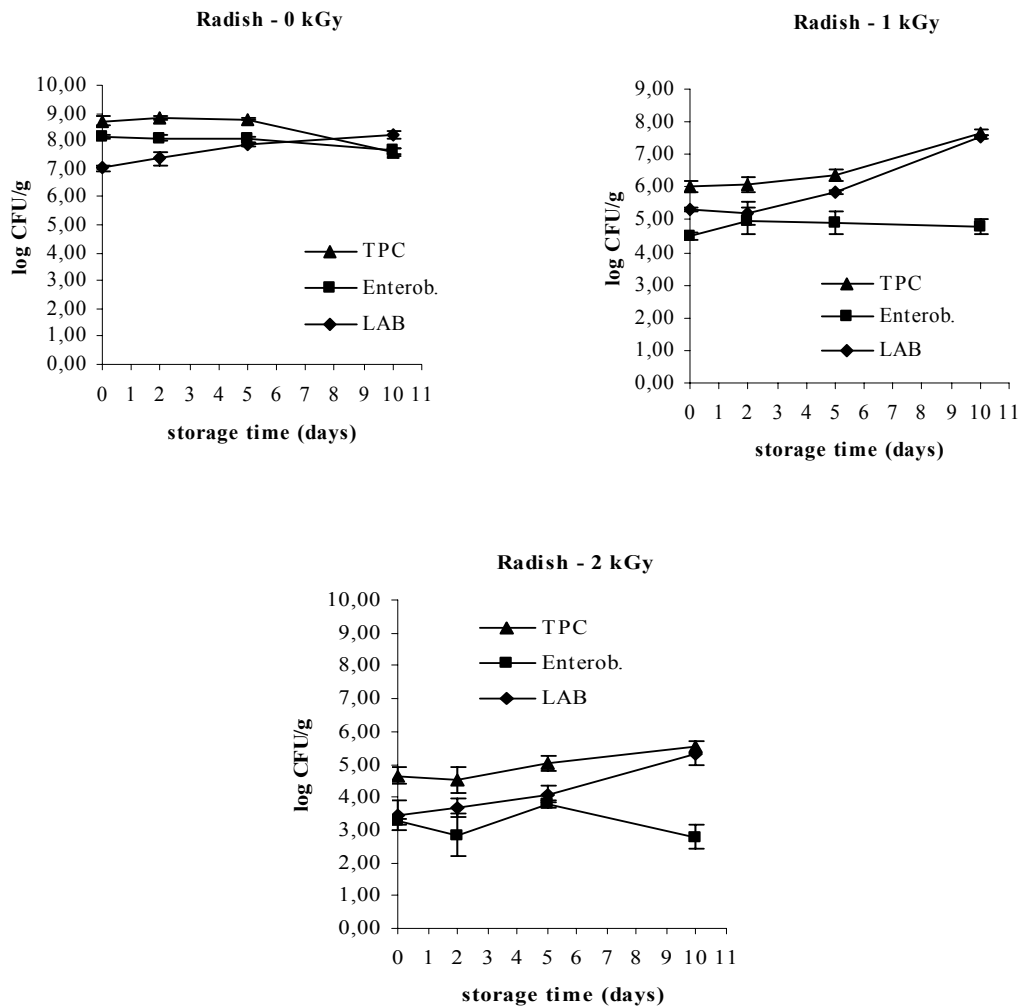 Radish - 0 kGy
log CFU/g
10,00
9,00
8,00
7,00
6,00
5,00
4,00
3,00
2,00
1,00
0,00
TPC
Enterob.
LAB
0 1 2 3 4 5 6 7 8 9 10 11
storage time (days)
Radish - 1 kGy
log CFU/g
9,00
8,00
7,00
6,00
5,00
4,00
3,00
2,00
1,00
0,00
TPC
Enterob.
LAB
0 1 2 3 4 5 6 7 8 9 10 11
storage time (days)
Radish - 2 kGy
log CFU/g
10,00
9,00
8,00
7,00
6,00
5,00
4,00
3,00
2,00
1,00
0,00
TPC
Enterob.
LAB
0 1 2 3 4 5 6 7 8 9 10 11
storage time (days)